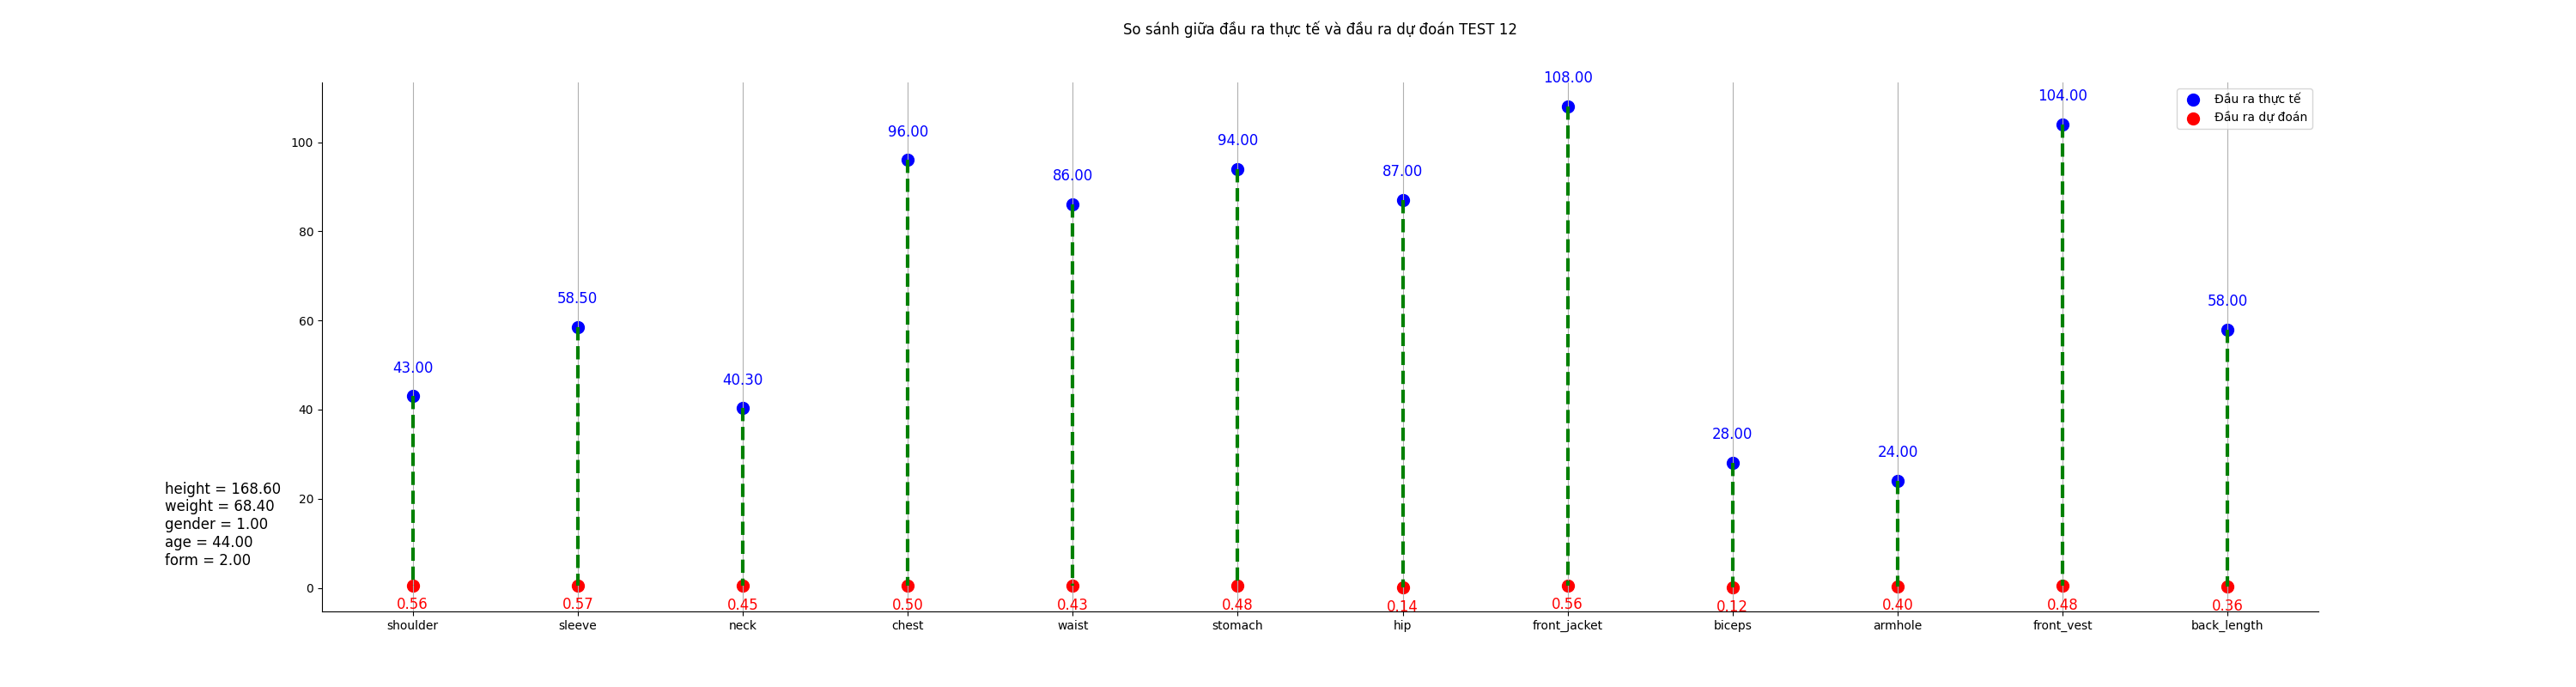 So sánh giữa đầu ra thực tế và đầu ra dự đoán TEST 12
Đầu ra thực tế
Đầu ra dự đoán
108.00
104.00
96.00
94.00
86.00
87.00
58.50
58.00
43.00
40.30
28.00
24.00
100
80
60
40
20
0
height = 168.60
weight = 68.40
gender = 1.00
age = 44.00
form = 2.00
0.56 0.57 0.45 0.50 0.43 0.48 0.14 0.56 0.12 0.40 0.48 0.36
shoulder sleeve neck chest waist stomach hip front_jacket biceps armhole front_vest back_length